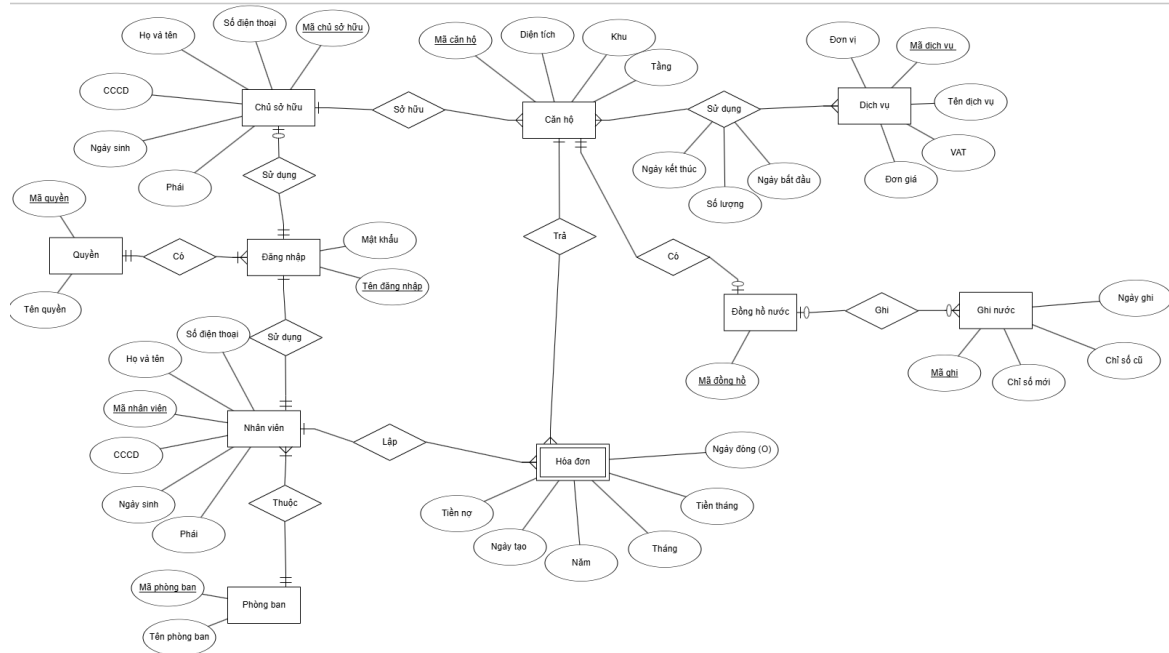 Số điện thoại
Mã chủ sở hữu
Họ và tên
CCCD
Chủ sở hữu
Ngày sinh
Phái
Sở hữu
Mã căn hộ
Diện tích
Khu
Tầng
Căn hộ
Sử dụng
Ngày kết thúc
Số lượng
Ngày bắt đầu
Đơn vị
Mã dịch vụ
Tên dịch vụ
Dịch vụ
VAT
Đơn giá
Sử dụng
Mã quyền
Quyền
Tên quyền
Có
Đăng nhập
Mật khẩu
Tên đăng nhập
Trả
Có
Đồng hồ nước
Mã đồng hồ
Ghi
Ghi nước
Ngày ghi
Chỉ số cũ
Chỉ số mới
Mã ghi
Sử dụng
Số điện thoại
Họ và tên
Mã nhân viên
Nhân viên
CCCD
Ngày sinh
Phái
Lập
Hóa đơn
Ngày đóng (O)
Tiền tháng
Tháng
Năm
Ngày tạo
Tiền nợ
Thuộc
Mã phòng ban
Phòng ban
Tên phòng ban